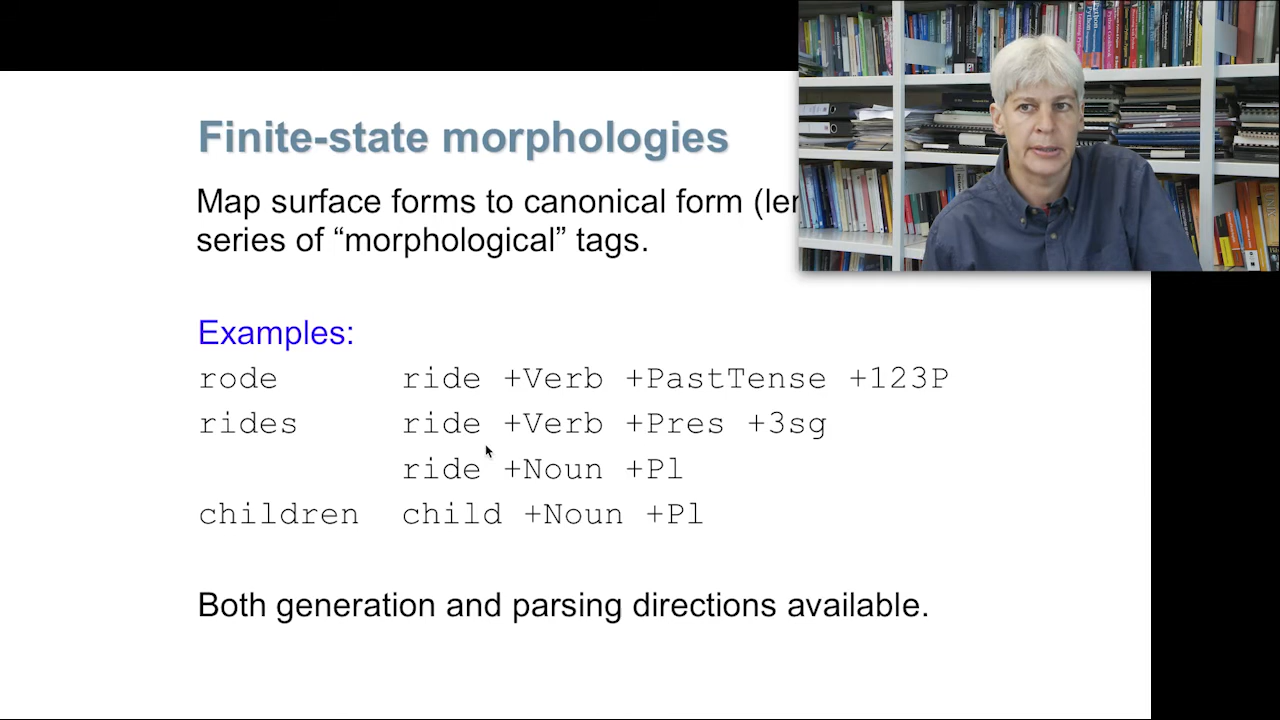 Finite-state morphologies
Map surface forms to canonical form
series of “morphological” tags.
Examples:
rode ride +Verb +PastTense +123P
rides ride +Verb +Pres +3sg
ride +Noun +Pl
children child +Noun +Pl
Both generation and parsing directions available.